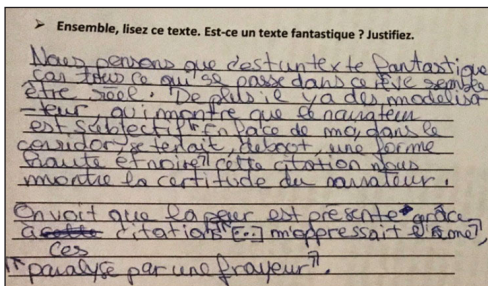 ➤ Ensemble, lisez ce texte. Est-ce un texte fantastique ? Justifiez.
Nous pensons que c'est un texte fantastique
car tous ce qui se passe dans ce rêve semble
être réel. De plus il y a des modélisa
-teur, qui montre que le narrateur
est subjectif "En face de moi, dans le
corridor se tenait, debout, une forme
haute et noire" cette citation nous
montre la certitude du narrateur.
On voit que la peur est présente grâce
à ces citations "[...] m'oppressait l'âme",
"paralysé par une frayeur".